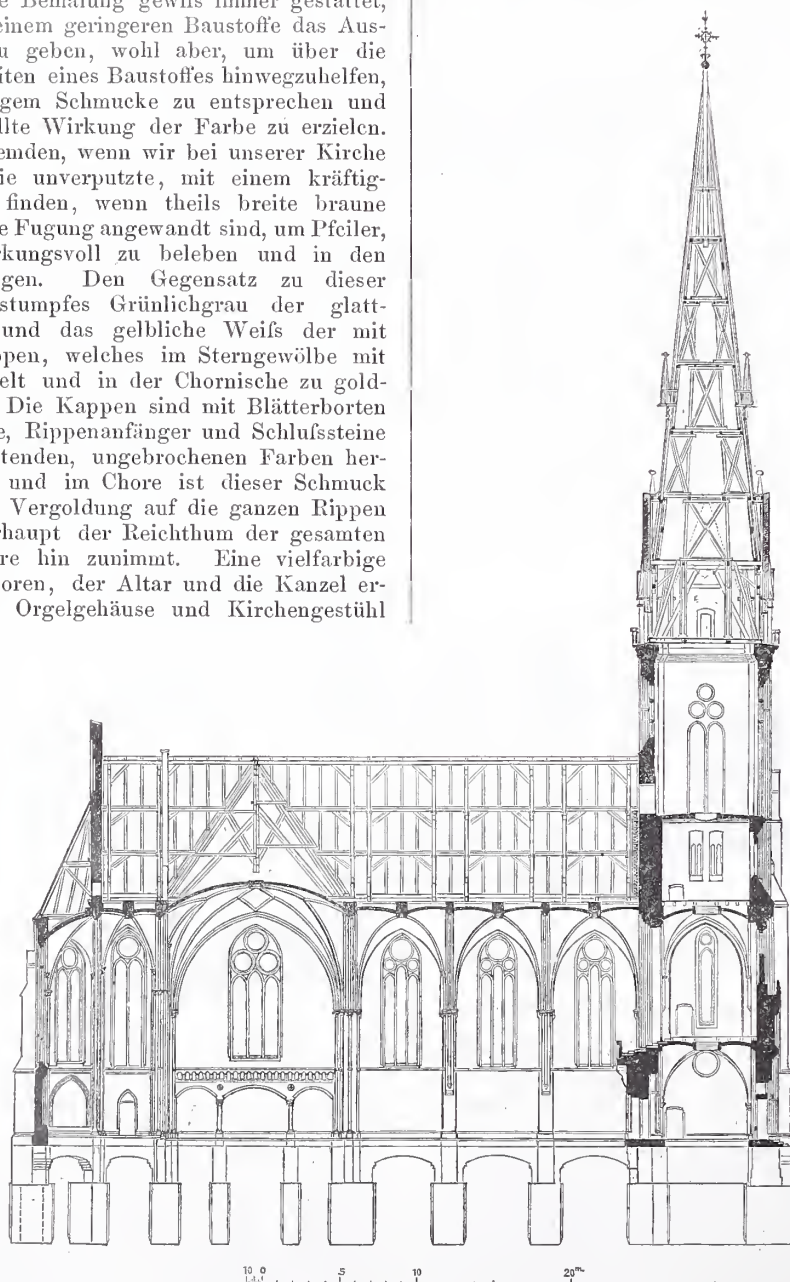 e Bemalung gewiſs immer gestattet,
einem geringeren Baustoffe das Aus-
u geben, wohl aber, um über die
iten eines Baustoffes hinwegzuhelfen,
gem Schmucke zu entsprechen und
llte Wirkung der Farbe zu erzielen.
emden, wenn wir bei unserer Kirche
ie unverputzte, mit einem kräftig-
finden, wenn theils breite braune
e Fugung angewandt sind, um Pfeiler,
kungsvoll zu beleben und in den
gen. Den Gegensatz zu dieser
stumpfes Grünlichgrau der glatt-
und das gelbliche Weiſs der mit
ppen, welches im Sterngewölbe mit
elt und in der Chornische zu gold-
Die Kappen sind mit Blätterborten
e, Rippenanfänger und Schluſssteine
tenden, ungebrochenen Farben her-
und im Chore ist dieser Schmuck
Vergoldung auf die ganzen Rippen
rhaupt der Reichthum der gesamten
re hin zunimmt. Eine vielfarbige
oren, der Altar und die Kanzel er-
Orgelgehäuse und Kirchengestühl
10 0 5 10 20m.